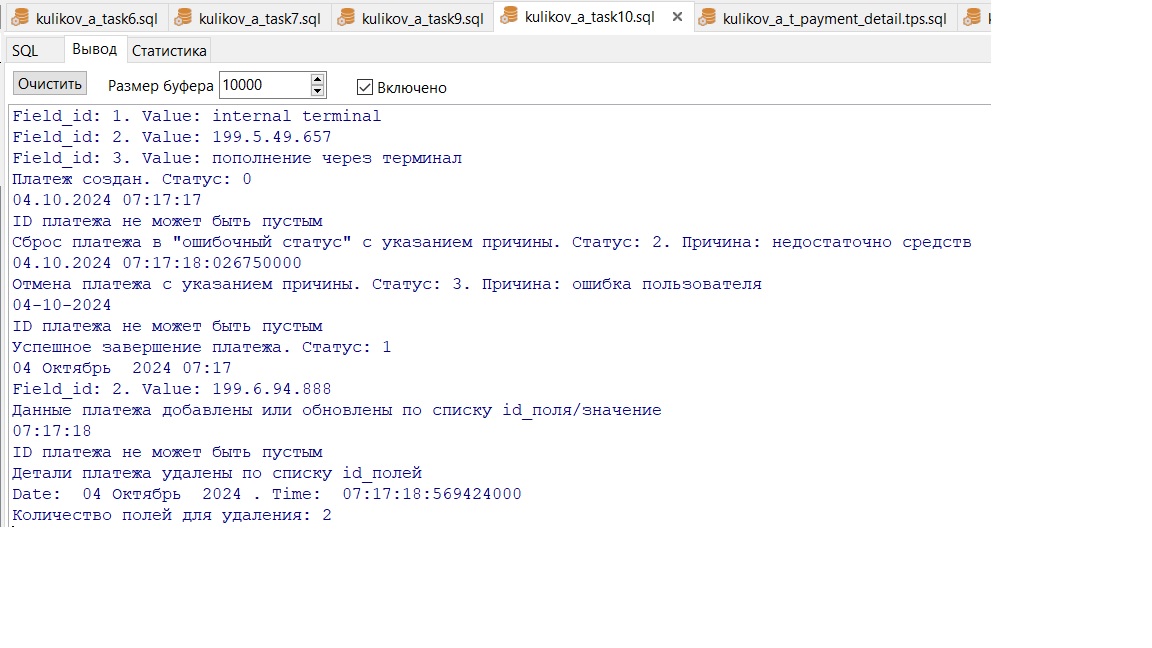 kulikov_a_task6.sql kulikov_a_task7.sql kulikov_a_task9.sql kulikov_a_task10.sql kulikov_a_t_payment_detail.tps.sql
SQL Вывод Статистика
Очистить Размер буфера 10000 Включено
Field_id: 1. Value: internal terminal
Field_id: 2. Value: 199.5.49.657
Field_id: 3. Value: пополнение через терминал
Платеж создан. Статус: 0
04.10.2024 07:17:17
ID платежа не может быть пустым
Сброс платежа в "ошибочный статус" с указанием причины. Статус: 2. Причина: недостаточно средств
04.10.2024 07:17:18:026750000
Отмена платежа с указанием причины. Статус: 3. Причина: ошибка пользователя
04-10-2024
ID платежа не может быть пустым
Успешное завершение платежа. Статус: 1
04 Октябрь  2024 07:17
Field_id: 2. Value: 199.6.94.888
Данные платежа добавлены или обновлены по списку id_поля/значение
07:17:18
ID платежа не может быть пустым
Детали платежа удалены по списку id_полей
Date:  04 Октябрь  2024 . Time:  07:17:18:569424000
Количество полей для удаления: 2